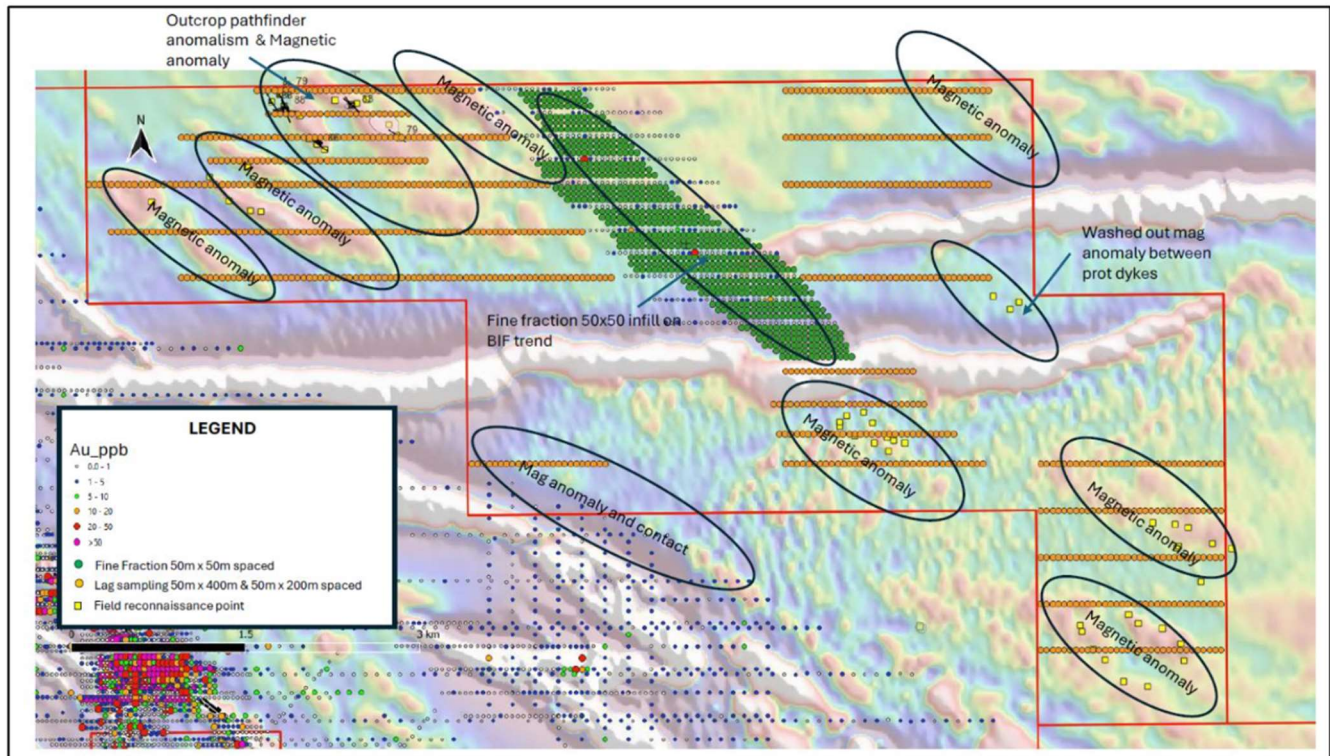 Outcrop pathfinder
anomalism & Magnetic
anomaly
79
79
N
Magnetic anomaly
Magnetic anomaly
Magnetic anomaly
Magnetic anomaly
Washed out mag
anomaly between
prot dykes
Fine fraction 50x50 infill on
BIF trend
Magnetic anomaly
Mag anomaly and contact
Magnetic anomaly
Magnetic anomaly
LEGEND
Au_ppb
0.0 - 1
1 - 5
5 - 10
10 - 20
20 - 50
>50
Fine Fraction 50m x 50m spaced
Lag sampling 50m x 400m & 50m x 200m spaced
Field reconnaissance point
0
1.5
3 km